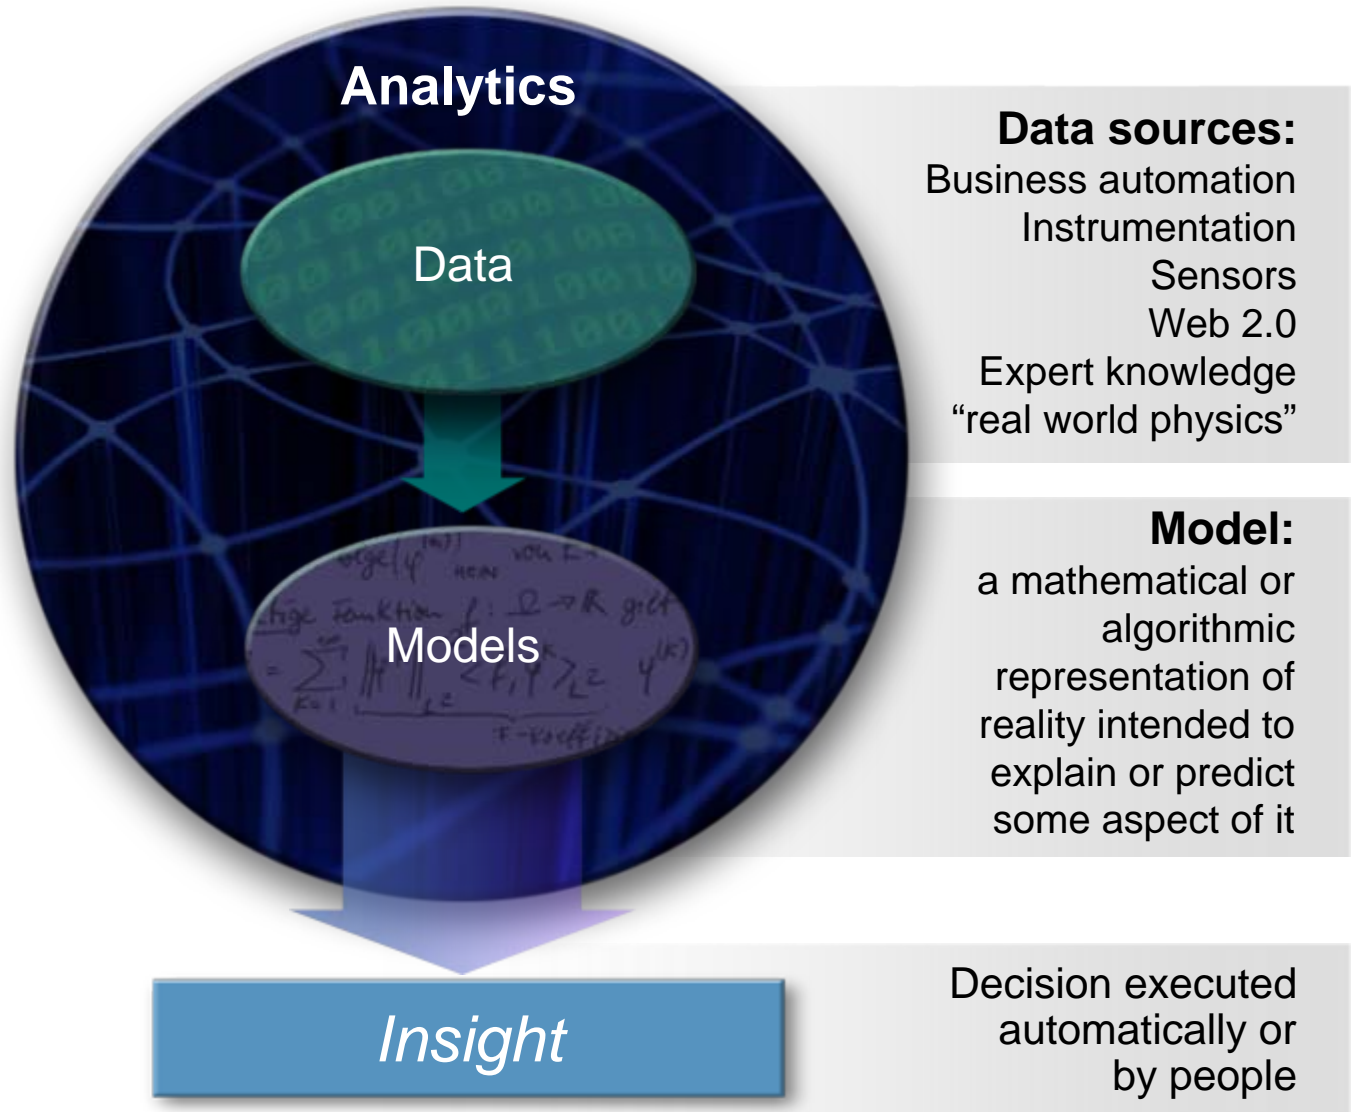 Analytics
Data
Models
Insight
Data sources:
Business automation
Instrumentation
Sensors
Web 2.0
Expert knowledge
“real world physics”
Model:
a mathematical or
algorithmic
representation of
reality intended to
explain or predict
some aspect of it
Decision executed
automatically or
by people